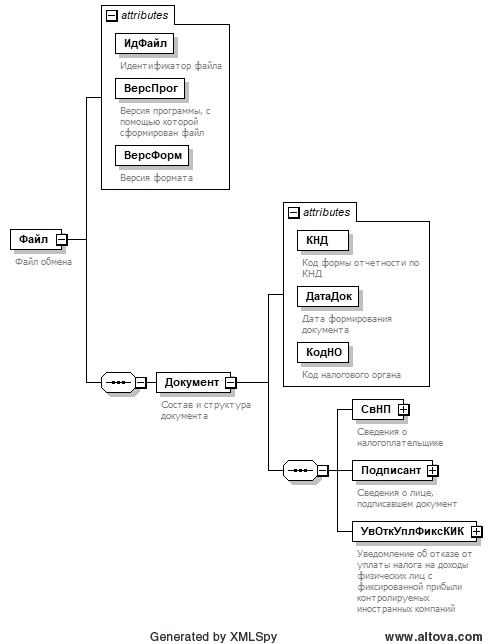 attributes
ИдФайл
Идентификатор файла
ВерсПрог
Версия программы, с
помощью которой
сформирован файл
ВерсФорм
Версия формата
Файл
Файл обмена
attributes
КНД
Код формы отчетности по
КНД
ДатаДок
Дата формирования
документа
КодНО
Код налогового органа
Документ
Состав и структура
документа
СвНП
Сведения о
налогоплательщике
Подписант
Сведения о лице,
подписавшем документ
УвОткУплФиксКИК
Уведомление об отказе от
уплаты налога на доходы
физических лиц с
фиксированной прибыли
контролируемых
иностранных компаний
Generated by XMLSpy
www.altova.com